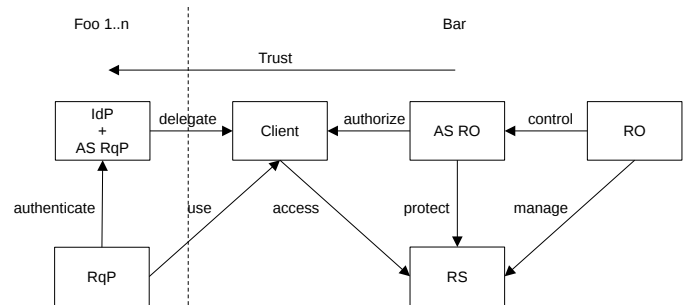 Foo 1..n
Bar
Trust
IdP
+
AS RqP
delegate
Client
authorize
AS RO
control
RO
authenticate
use
access
protect
manage
RqP
RS